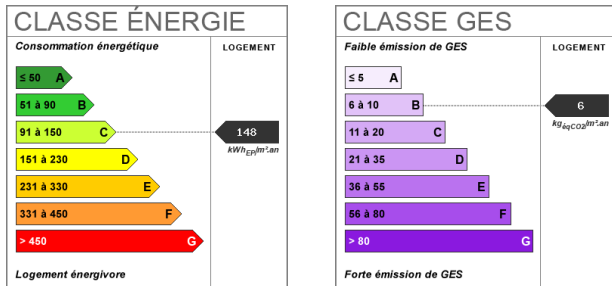 CLASSE ÉNERGIE
Consommation énergétique
LOGEMENT
≤ 50 A
51 à 90 B
91 à 150 C
148
kWhEP/m².an
151 à 230 D
231 à 330 E
331 à 450 F
> 450 G
Logement énergivore
CLASSE GES
Faible émission de GES
LOGEMENT
≤ 5 A
6 à 10 B
6
kgéqCO2/m².an
11 à 20 C
21 à 35 D
36 à 55 E
56 à 80 F
> 80 G
Forte émission de GES